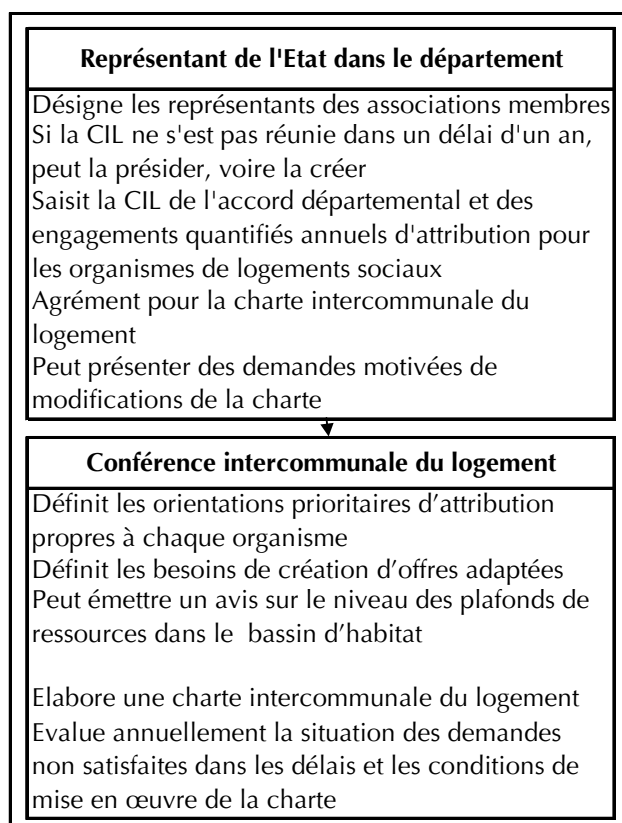 Représentant de l'Etat dans le département
Désigne les représentants des associations membres
Si la CIL ne s'est pas réunie dans un délai d'un an,
peut la présider, voire la créer
Saisit la CIL de l'accord départemental et des
engagements quantifiés annuels d'attribution pour
les organismes de logements sociaux
Agrément pour la charte intercommunale du
logement
Peut présenter des demandes motivées de
modifications de la charte
Conférence intercommunale du logement
Définit les orientations prioritaires d’attribution
propres à chaque organisme
Définit les besoins de création d’offres adaptées
Peut émettre un avis sur le niveau des plafonds de
ressources dans le bassin d’habitat
Elabore une charte intercommunale du logement
Evalue annuellement la situation des demandes
non satisfaites dans les délais et les conditions de
mise en œuvre de la charte